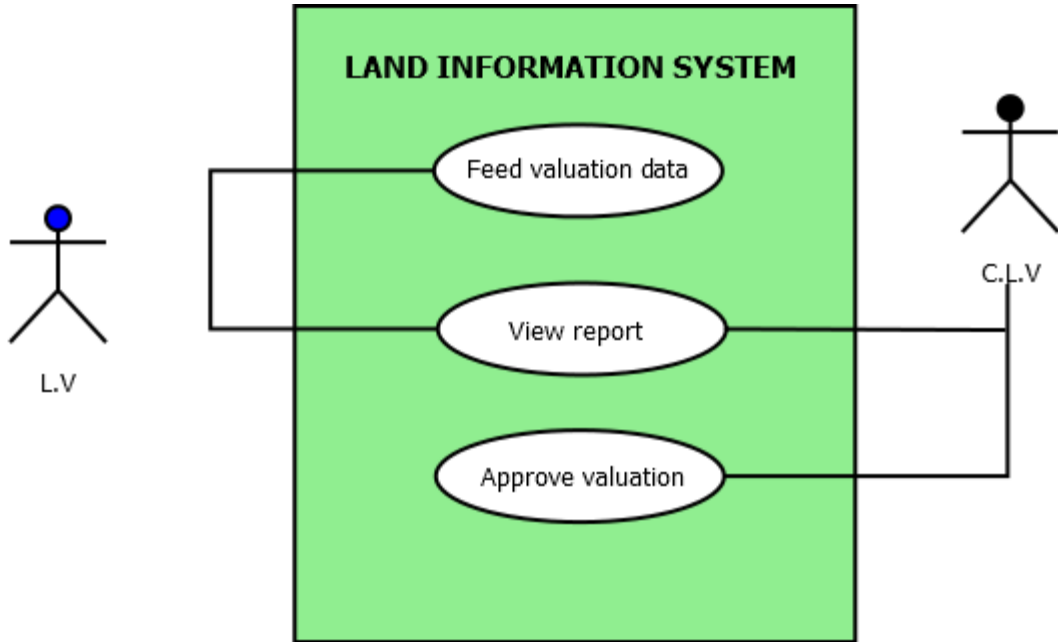 LAND INFORMATION SYSTEM
Feed valuation data
C.L.V
View report
L.V
Approve valuation